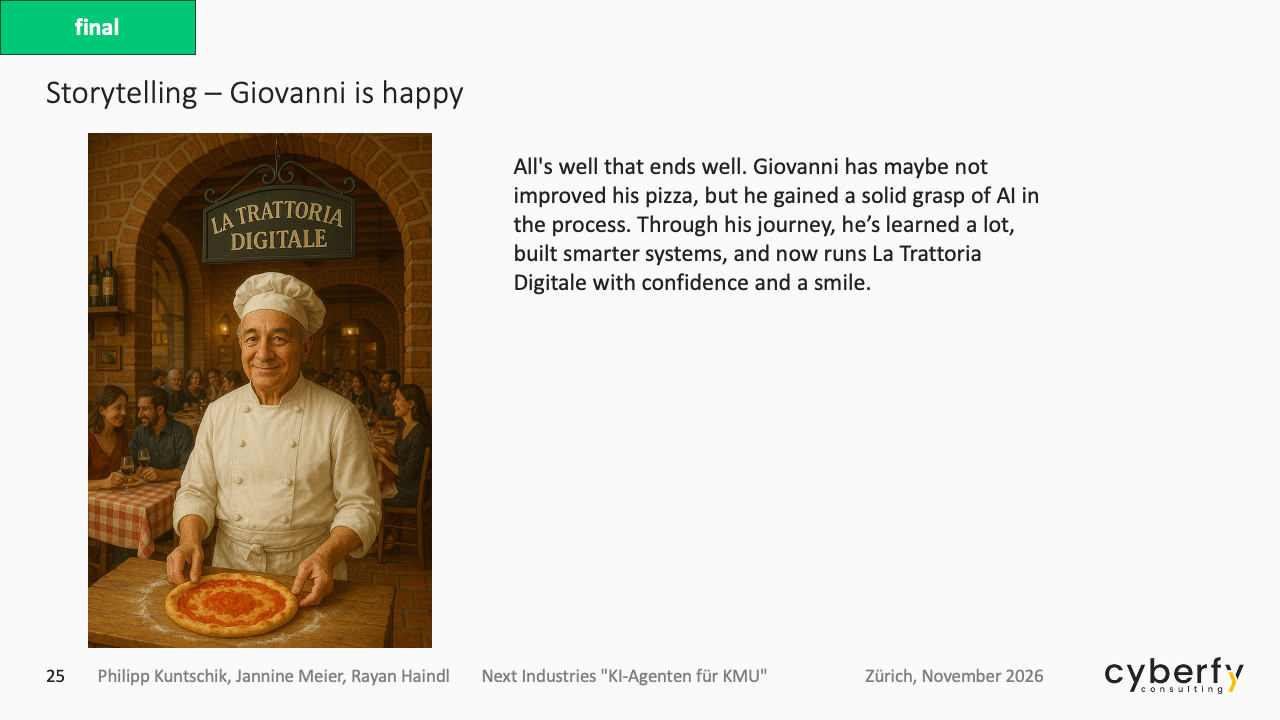 final
Storytelling – Giovanni is happy
LA TRATTORIA
DIGITALE
All's well that ends well. Giovanni has maybe not
improved his pizza, but he gained a solid grasp of AI in
the process. Through his journey, he’s learned a lot,
built smarter systems, and now runs La Trattoria
Digitale with confidence and a smile.
25 Philipp Kuntschik, Jannine Meier, Rayan Haindl Next Industries "KI-Agenten für KMU" Zürich, November 2026
cyberfy
consulting